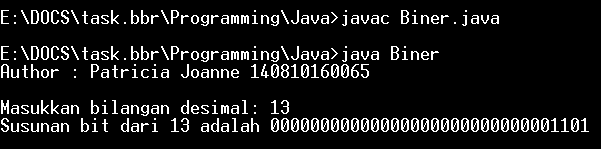 E:\DOCS\task.bbr\Programming\Java>javac Biner.java
E:\DOCS\task.bbr\Programming\Java>java Biner
Author : Patricia Joanne 140810160065
Masukkan bilangan desimal: 13
Susunan bit dari 13 adalah 00000000000000000000000000001101